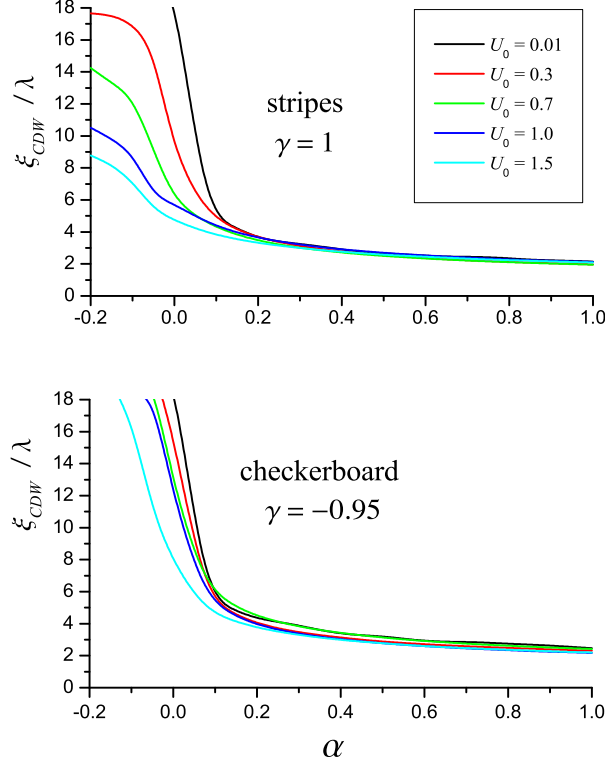 18
16
14
12
10
8
6
4
2
0
ξCDW / λ
stripes
γ = 1
U0 = 0.01
U0 = 0.3
U0 = 0.7
U0 = 1.0
U0 = 1.5
-0.2 0.0 0.2 0.4 0.6 0.8 1.0
18
16
14
12
10
8
6
4
2
0
ξCDW / λ
checkerboard
γ = −0.95
-0.2 0.0 0.2 0.4 0.6 0.8 1.0
α